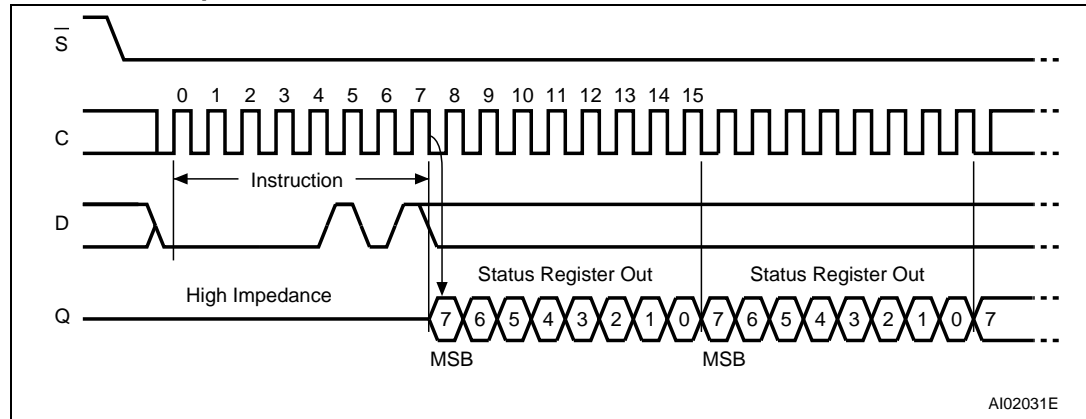 S
0 1 2 3 4 5 6 7 8 9 10 11 12 13 14 15
C
Instruction
D
Status Register Out Status Register Out
High Impedance
Q
7 6 5 4 3 2 1 0 7 6 5 4 3 2 1 0 7
MSB MSB
AI02031E